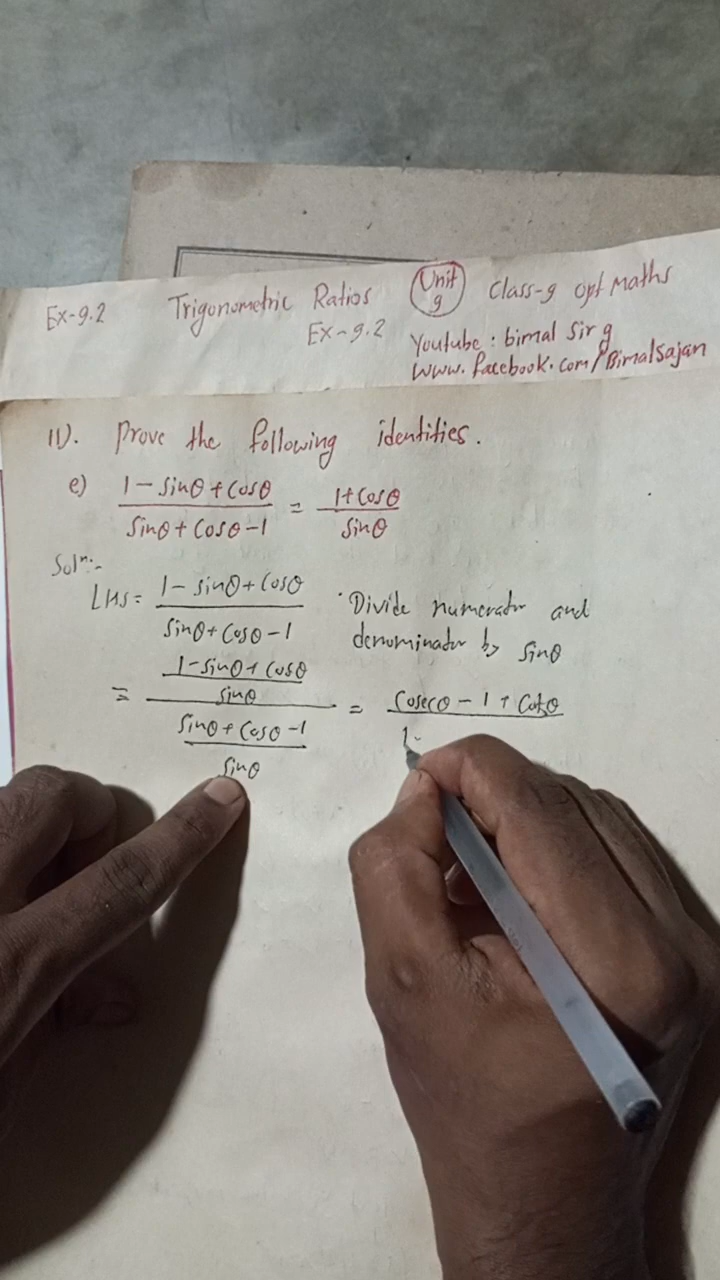 Ex-9.2 Trigonometric Ratios Unit 9 Class-9 Opt Maths
Ex-9.2 Youtube : bimal Sir g
www.facebook.com/Bimalsajan
11). Prove the following identities.
e) (1 - sinθ + cosθ)/(sinθ + cosθ - 1) = (1 + cosθ)/sinθ
Solⁿ:-
LHS = (1 - sinθ + cosθ)/(sinθ + cosθ - 1) Divide numerator and
denominator by sinθ
= ((1 - sinθ + cosθ)/sinθ)/((sinθ + cosθ - 1)/sinθ) = (Cosecθ - 1 + Cotθ)/(1